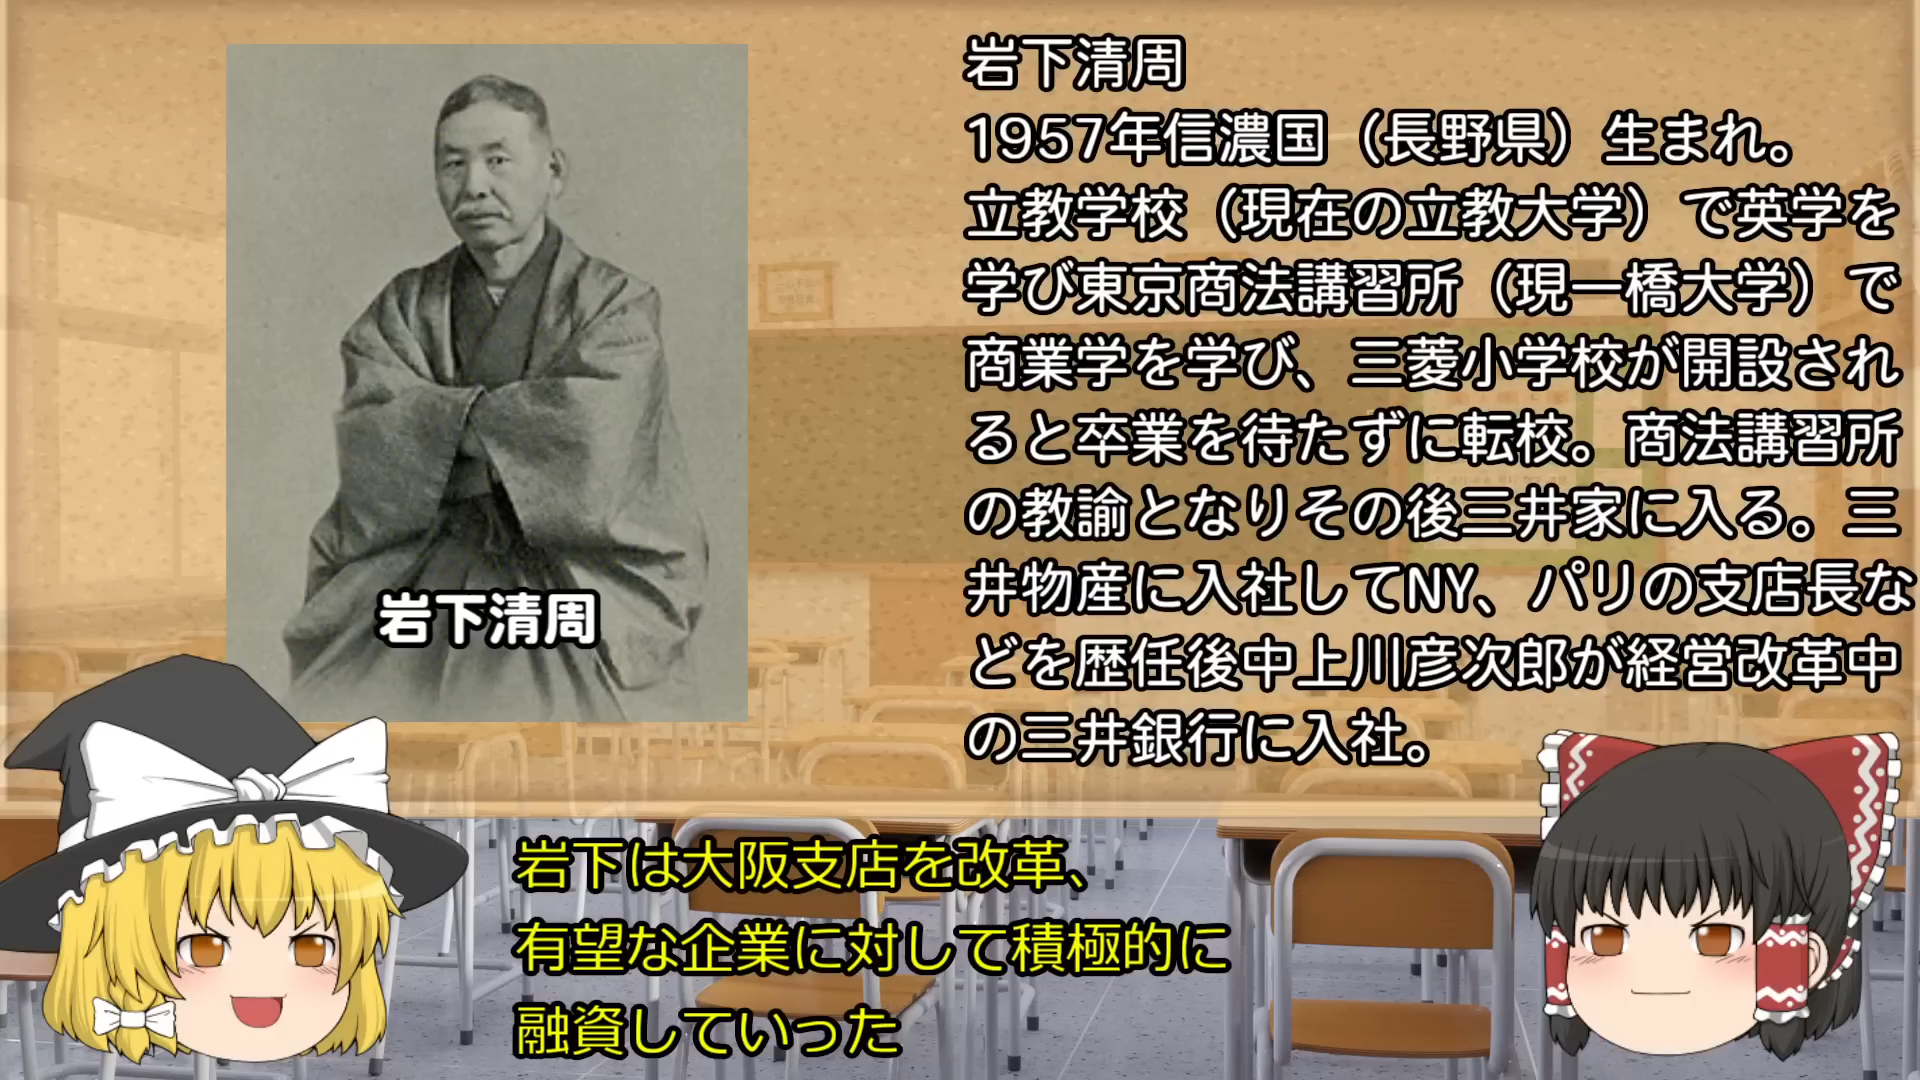 岩下清周
1957年信濃国（長野県）生まれ。
立教学校（現在の立教大学）で英学を
学び東京商法講習所（現一橋大学）で
商業学を学び、三菱小学校が開設され
ると卒業を待たずに転校。商法講習所
の教諭となりその後三井家に入る。三
井物産に入社してNY、パリの支店長な
どを歴任後中上川彦次郎が経営改革中
の三井銀行に入社。
岩下清周
岩下は大阪支店を改革、
有望な企業に対して積極的に
融資していった